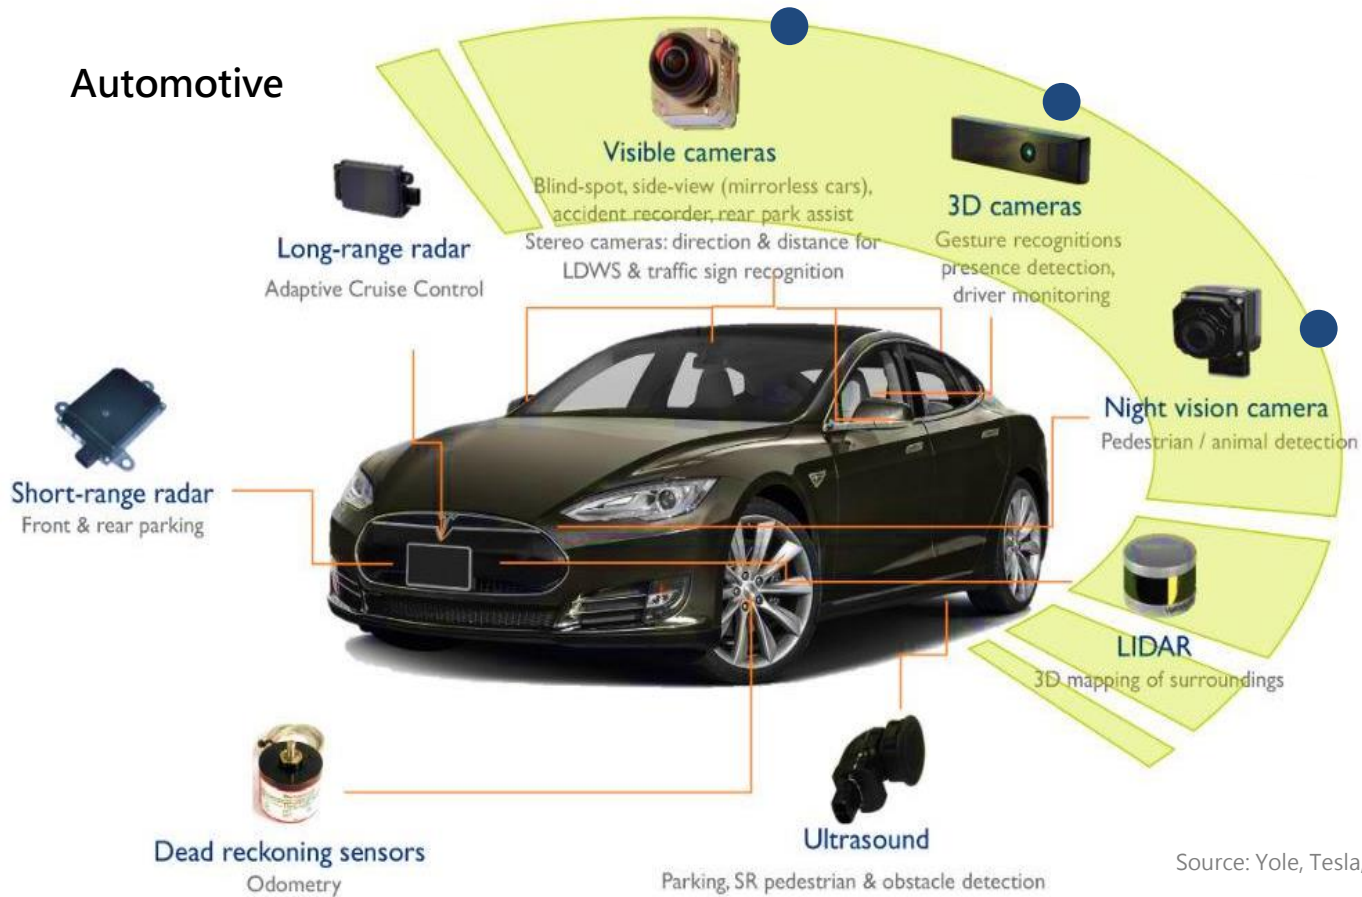 Automotive
Visible cameras
Blind-spot, side-view (mirrorless cars),
accident recorder, rear park assist
Stereo cameras: direction & distance for
LDWS & traffic sign recognition
3D cameras
Gesture recognitions
presence detection,
driver monitoring
Long-range radar
Adaptive Cruise Control
Night vision camera
Pedestrian / animal detection
Short-range radar
Front & rear parking
LIDAR
3D mapping of surroundings
Dead reckoning sensors
Odometry
Ultrasound
Parking, SR pedestrian & obstacle detection
Source: Yole, Tesla,